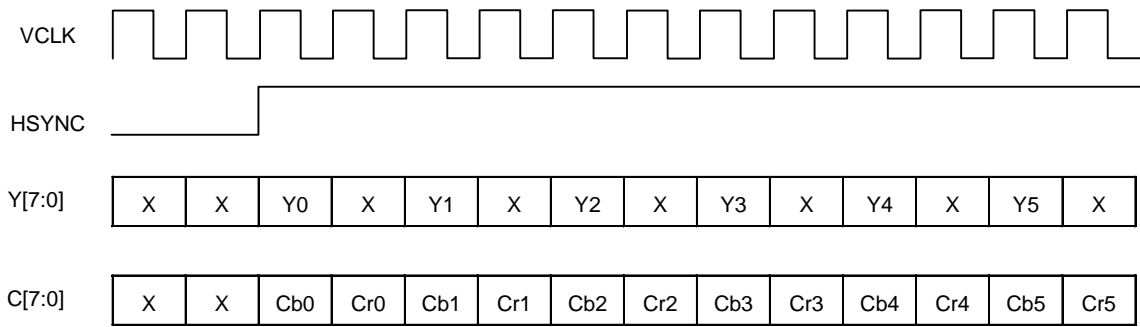 VCLK
HSYNC
Y[7:0] X X Y0 X Y1 X Y2 X Y3 X Y4 X Y5 X
C[7:0] X X Cb0 Cr0 Cb1 Cr1 Cb2 Cr2 Cb3 Cr3 Cb4 Cr4 Cb5 Cr5